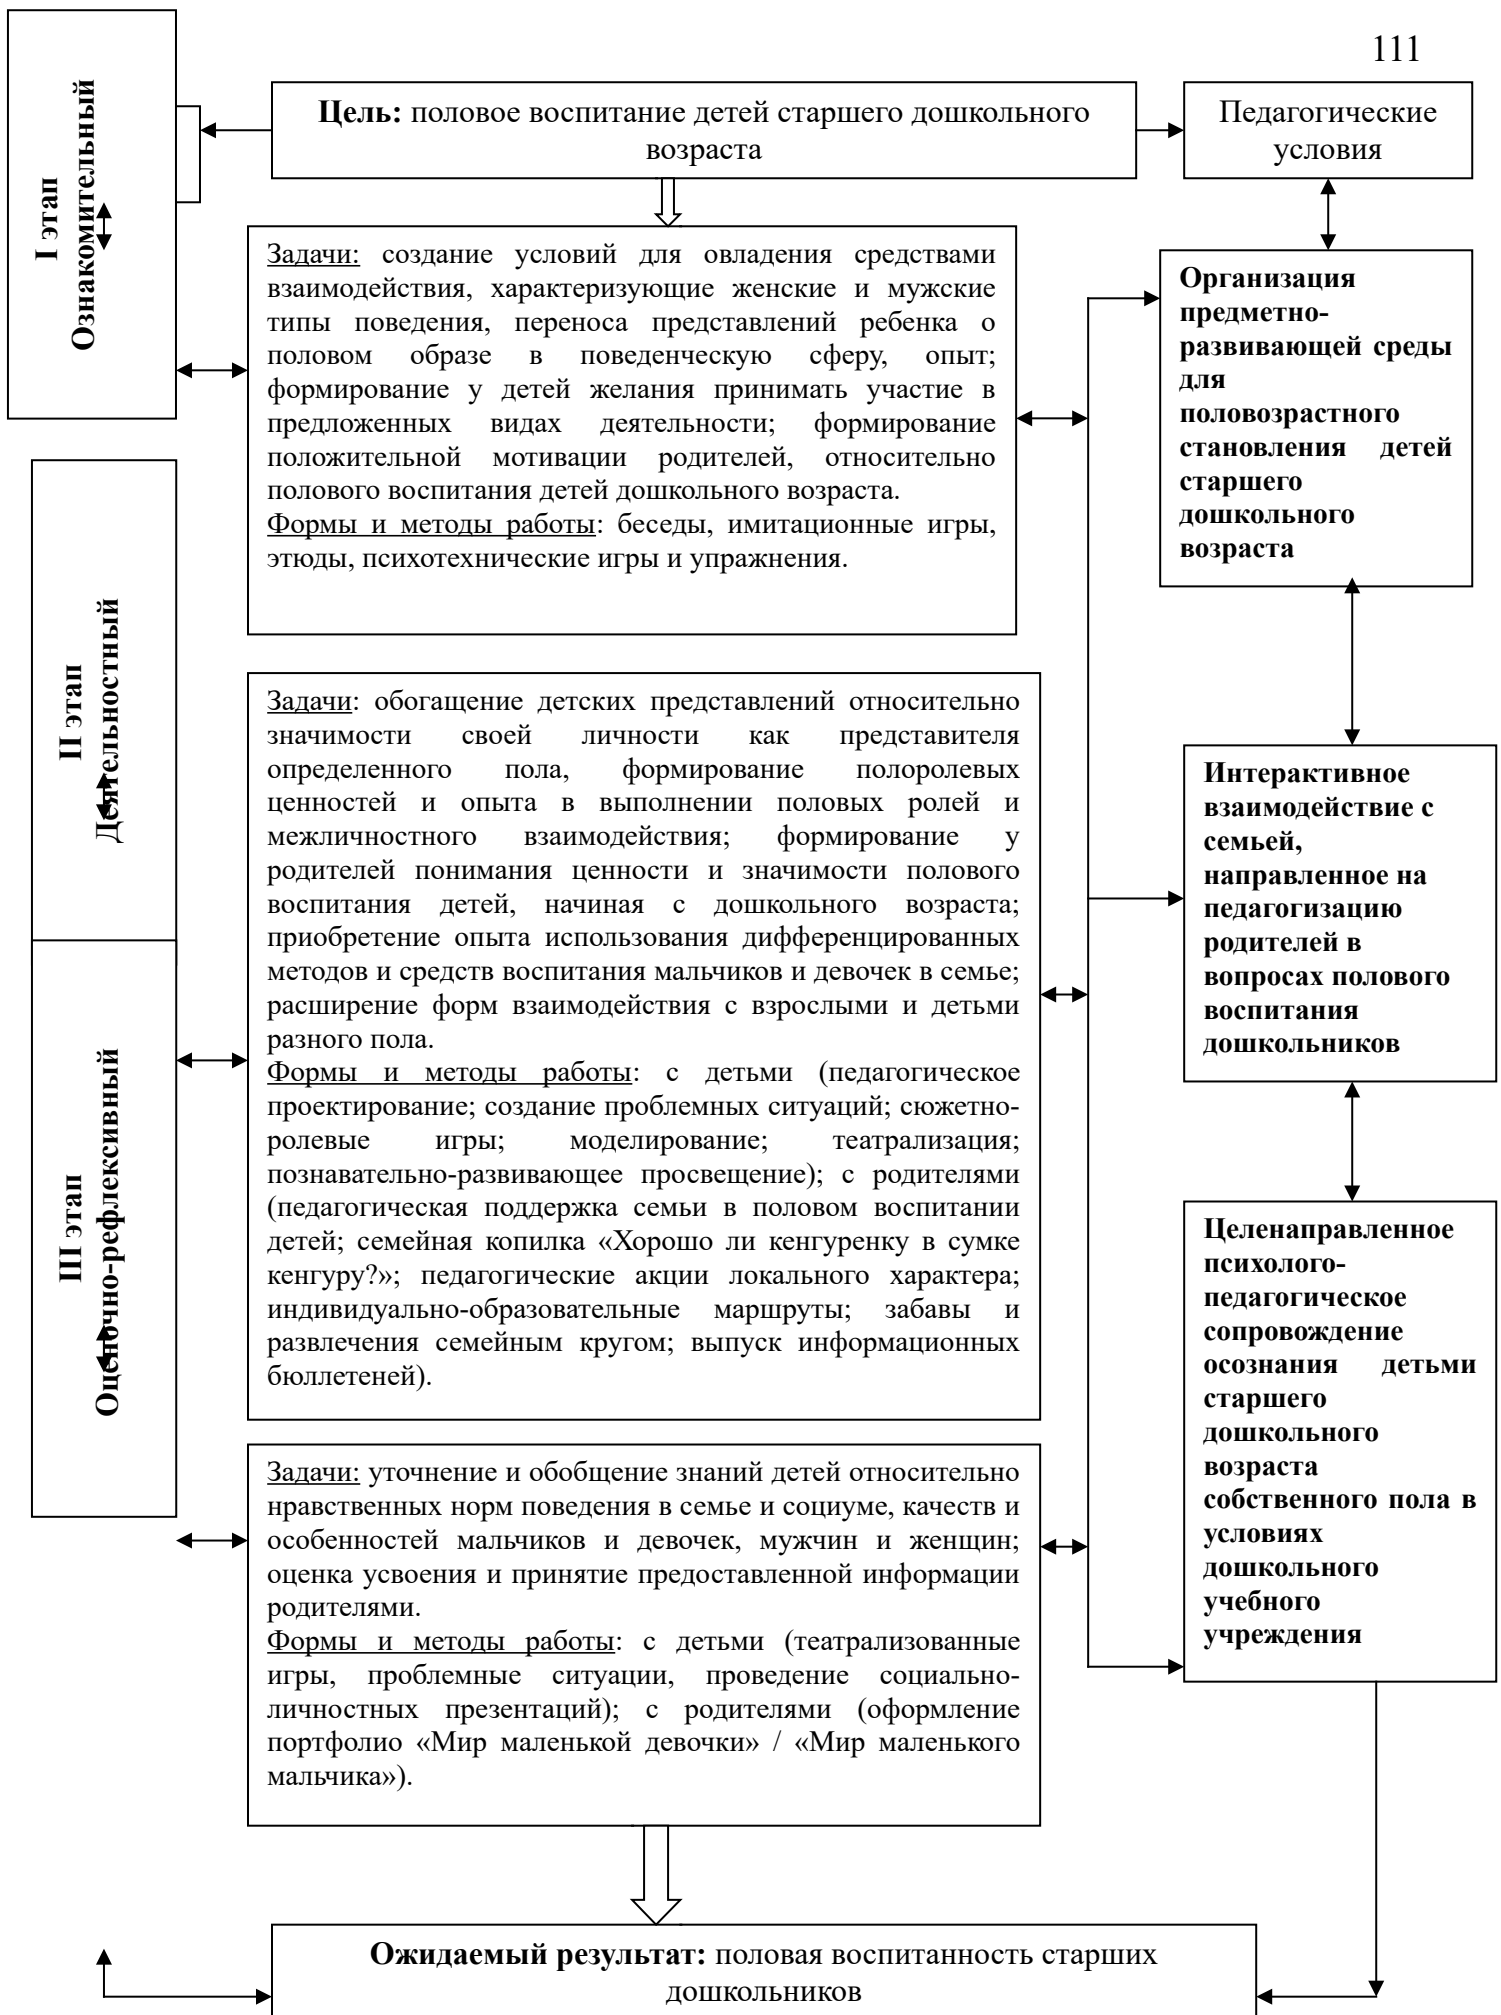 111
I этап
Ознакомительный
Цель: половое воспитание детей старшего дошкольного
возраста
Педагогические
условия
Задачи: создание условий для овладения средствами
взаимодействия, характеризующие женские и мужские
типы поведения, переноса представлений ребенка о
половом образе в поведенческую сферу, опыт;
формирование у детей желания принимать участие в
предложенных видах деятельности; формирование
положительной мотивации родителей, относительно
полового воспитания детей дошкольного возраста.
Формы и методы работы: беседы, имитационные игры,
этюды, психотехнические игры и упражнения.
Организация
предметно-
развивающей среды
для
половозрастного
становления детей
старшего
дошкольного
возраста
II этап
Деятельностный
Задачи: обогащение детских представлений относительно
значимости своей личности как представителя
определенного пола, формирование полоролевых
ценностей и опыта в выполнении половых ролей и
межличностного взаимодействия; формирование у
родителей понимания ценности и значимости полового
воспитания детей, начиная с дошкольного возраста;
приобретение опыта использования дифференцированных
методов и средств воспитания мальчиков и девочек в семье;
расширение форм взаимодействия с взрослыми и детьми
разного пола.
Формы и методы работы: с детьми (педагогическое
проектирование; создание проблемных ситуаций; сюжетно-
ролевые игры; моделирование; театрализация;
познавательно-развивающее просвещение); с родителями
(педагогическая поддержка семьи в половом воспитании
детей; семейная копилка «Хорошо ли кенгуренку в сумке
кенгуру?»; педагогические акции локального характера;
индивидуально-образовательные маршруты; забавы и
развлечения семейным кругом; выпуск информационных
бюллетеней).
Интерактивное
взаимодействие с
семьей,
направленное на
педагогизацию
родителей в
вопросах полового
воспитания
дошкольников
III этап
Оценочно-рефлексивный
Задачи: уточнение и обобщение знаний детей относительно
нравственных норм поведения в семье и социуме, качеств и
особенностей мальчиков и девочек, мужчин и женщин;
оценка усвоения и принятие предоставленной информации
родителями.
Формы и методы работы: с детьми (театрализованные
игры, проблемные ситуации, проведение социально-
личностных презентаций); с родителями (оформление
портфолио «Мир маленькой девочки» / «Мир маленького
мальчика»).
Целенаправленное
психолого-
педагогическое
сопровождение
осознания детьми
старшего
дошкольного
возраста
собственного пола в
условиях
дошкольного
учебного
учреждения
Ожидаемый результат: половая воспитанность старших
дошкольников